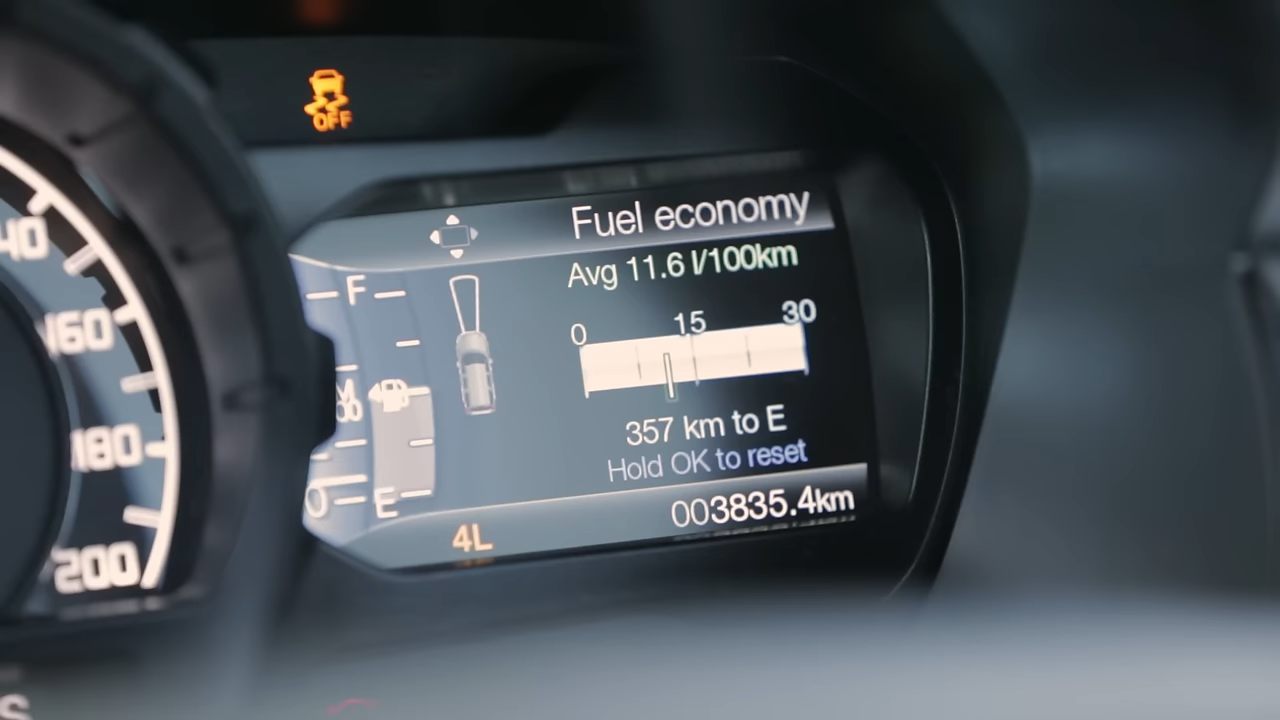 OFF
Fuel economy
Avg 11.6 l/100km
F
0 15 30
E
357 km to E
Hold OK to reset
003835.4km
4L
40
160
180
200